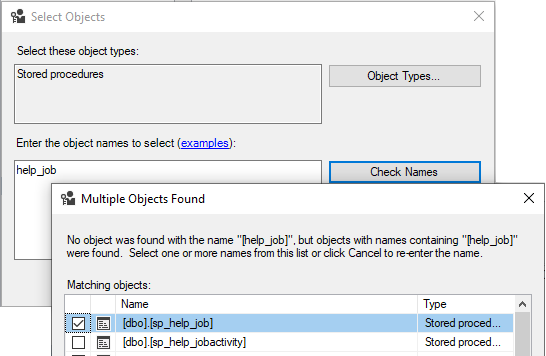 Select Objects
Select these object types:
Stored procedures
Object Types...
Enter the object names to select (examples):
help_job
Check Names
Multiple Objects Found
No object was found with the name "[help_job]", but objects with names containing "[help_job]"
were found. Select one or more names from this list or click Cancel to re-enter the name.
Matching objects:
Name Type
[dbo].[sp_help_job] Stored proced...
[dbo].[sp_help_jobactivity] Stored proced...